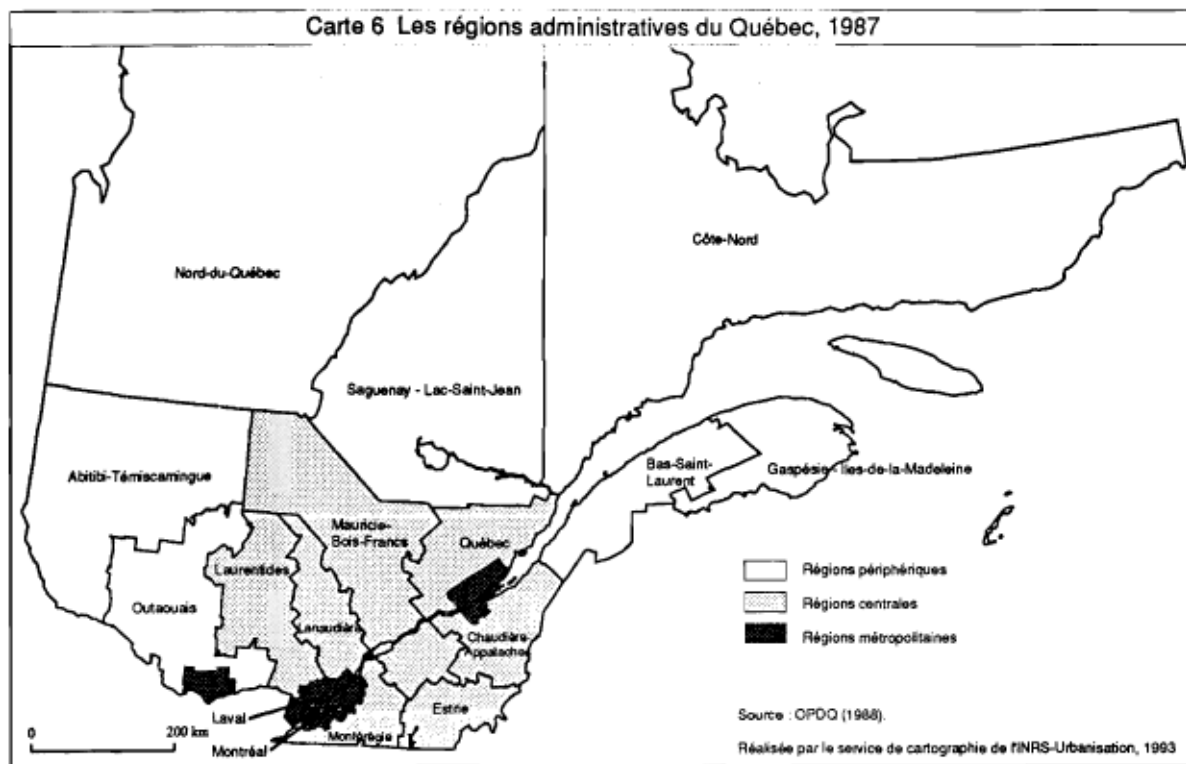 Carte 6 Les régions administratives du Québec, 1987
Côte-Nord
Nord-du-Québec
Saguenay - Lac-Saint-Jean
Abitibi-Témiscamingue
Bas-Saint-
Laurent
Gaspésie - Iles-de-la-Madeleine
Mauricie-
Bois-Francs
Québec
Laurentides
Outaouais
Lanaudière
Chaudière
Appalache
Estrie
Laval
Montréal
Montérégie
0
200 km
Régions périphériques
Régions centrales
Régions métropolitaines
Source : OPDQ (1988).
Réalisée par le service de cartographie de l'INRS-Urbanisation, 1993